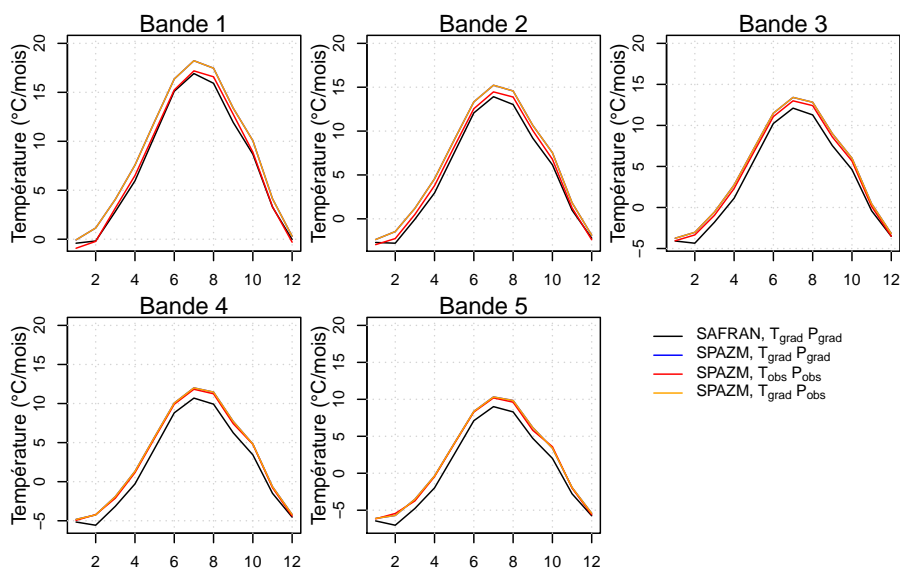 Bande 1
Bande 2
Bande 3
Température (°C/mois)
0
5
10
15
20
2 4 6 8 10 12
Température (°C/mois)
0
5
10
15
20
2 4 6 8 10 12
Température (°C/mois)
−5
0
5
10
15
20
2 4 6 8 10 12
Bande 4
Bande 5
Température (°C/mois)
−5
0
5
10
15
20
2 4 6 8 10 12
Température (°C/mois)
−5
0
5
10
15
20
2 4 6 8 10 12
SAFRAN, Tgrad Pgrad
SPAZM, Tgrad Pgrad
SPAZM, Tobs Pobs
SPAZM, Tgrad Pobs